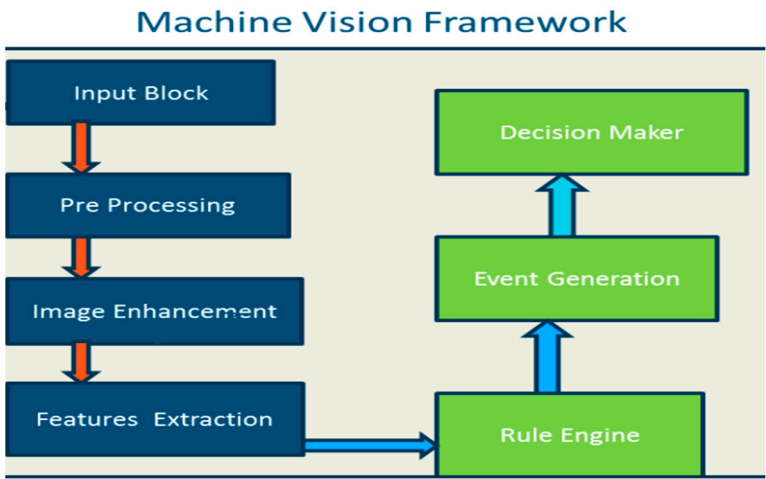 Machine Vision Framework
Input Block
Pre Processing
Image Enhancement
Features Extraction
Decision Maker
Event Generation
Rule Engine